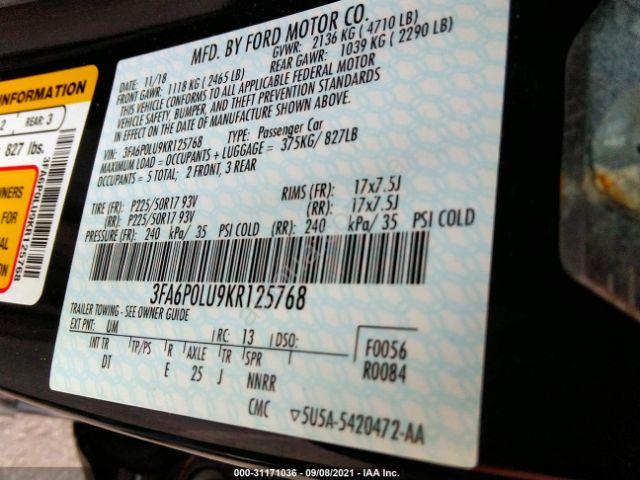 MFD. BY FORD MOTOR CO.
DATE: 11/18 GVWR: 2136 KG ( 4710 LB)
FRONT GAWR: 1118 KG ( 2465 LB) REAR GAWR: 1039 KG ( 2290 LB)
THIS VEHICLE CONFORMS TO ALL APPLICABLE FEDERAL MOTOR
VEHICLE SAFETY, BUMPER, AND THEFT PREVENTION STANDARDS
IN EFFECT ON THE DATE OF MANUFACTURE SHOWN ABOVE.
VIN: 3FA6P0LU9KR125768 TYPE: Passenger Car
MAXIMUM LOAD = OCCUPANTS + LUGGAGE = 375KG/ 827LB
OCCUPANTS = 5 TOTAL; 2 FRONT, 3 REAR
TIRE (FR): P225/50R17 93V RIMS (FR): 17x7.5J
(RR): P225/50R17 93V (RR): 17x7.5J
PRESSURE (FR): 240 kPa/ 35 PSI COLD (RR): 240 kPa/ 35 PSI COLD
3FA6P0LU9KR125768
TRAILER TOWING - SEE OWNER GUIDE
EXT PNT: UM RC: 13 DSO: F0056
INT TR TP/PS R AXLE TR SPR R0084
DT E 25 J NNRR
CMC 5U5A-5420472-AA
INFORMATION
2 REAR: 3
827 lbs.
3FA6P0LU9KR125768
OWNERS
FOR
NAL
ION
000-31171036 - 09/08/2021 - IAA Inc.